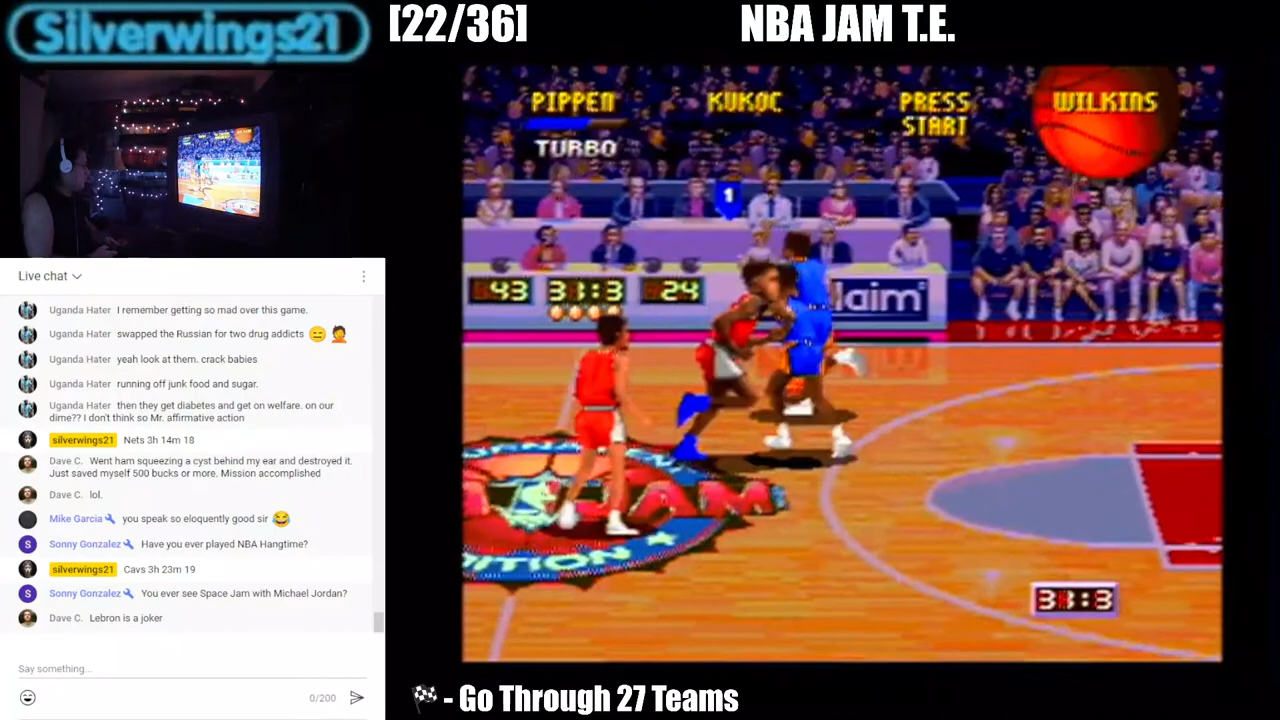 Silverwings21
[22/36]
NBA JAM T.E.
PIPPEN
KUKOC
PRESS
START
WILKINS
TURBO
1
43 31:3 24
laim
Live chat
Uganda Hater I remember getting so mad over this game.
Uganda Hater swapped the Russian for two drug addicts 😑 🤦
Uganda Hater yeah look at them. crack babies
Uganda Hater running off junk food and sugar.
Uganda Hater then they get diabetes and get on welfare. on our
dime?? I don't think so Mr. affirmative action
silverwings21 Nets 3h 14m 18
Dave C. Went ham squeezing a cyst behind my ear and destroyed it.
Just saved myself 500 bucks or more. Mission accomplished
Dave C. lol.
Mike Garcia you speak so eloquently good sir 😂
S Sonny Gonzalez Have you ever played NBA Hangtime?
silverwings21 Cavs 3h 23m 19
S Sonny Gonzalez You ever see Space Jam with Michael Jordan?
Dave C. Lebron is a joker
Say something...
0/200
🏁 - Go Through 27 Teams